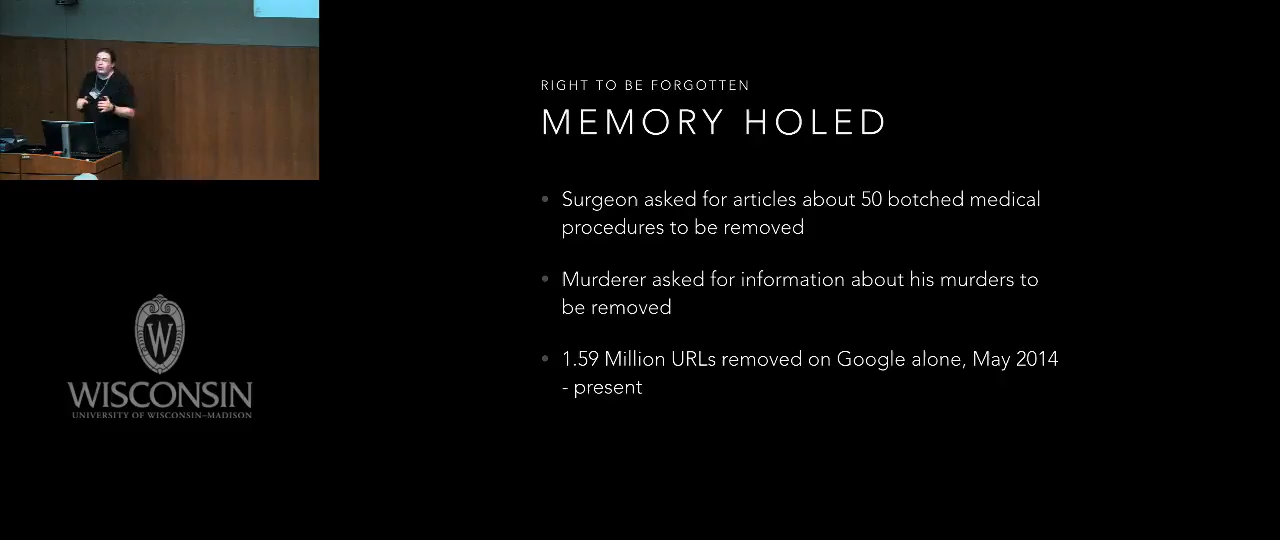 RIGHT TO BE FORGOTTEN
MEMORY HOLED
• Surgeon asked for articles about 50 botched medical
procedures to be removed
• Murderer asked for information about his murders to
be removed
• 1.59 Million URLs removed on Google alone, May 2014
- present
W
WISCONSIN
UNIVERSITY OF WISCONSIN–MADISON